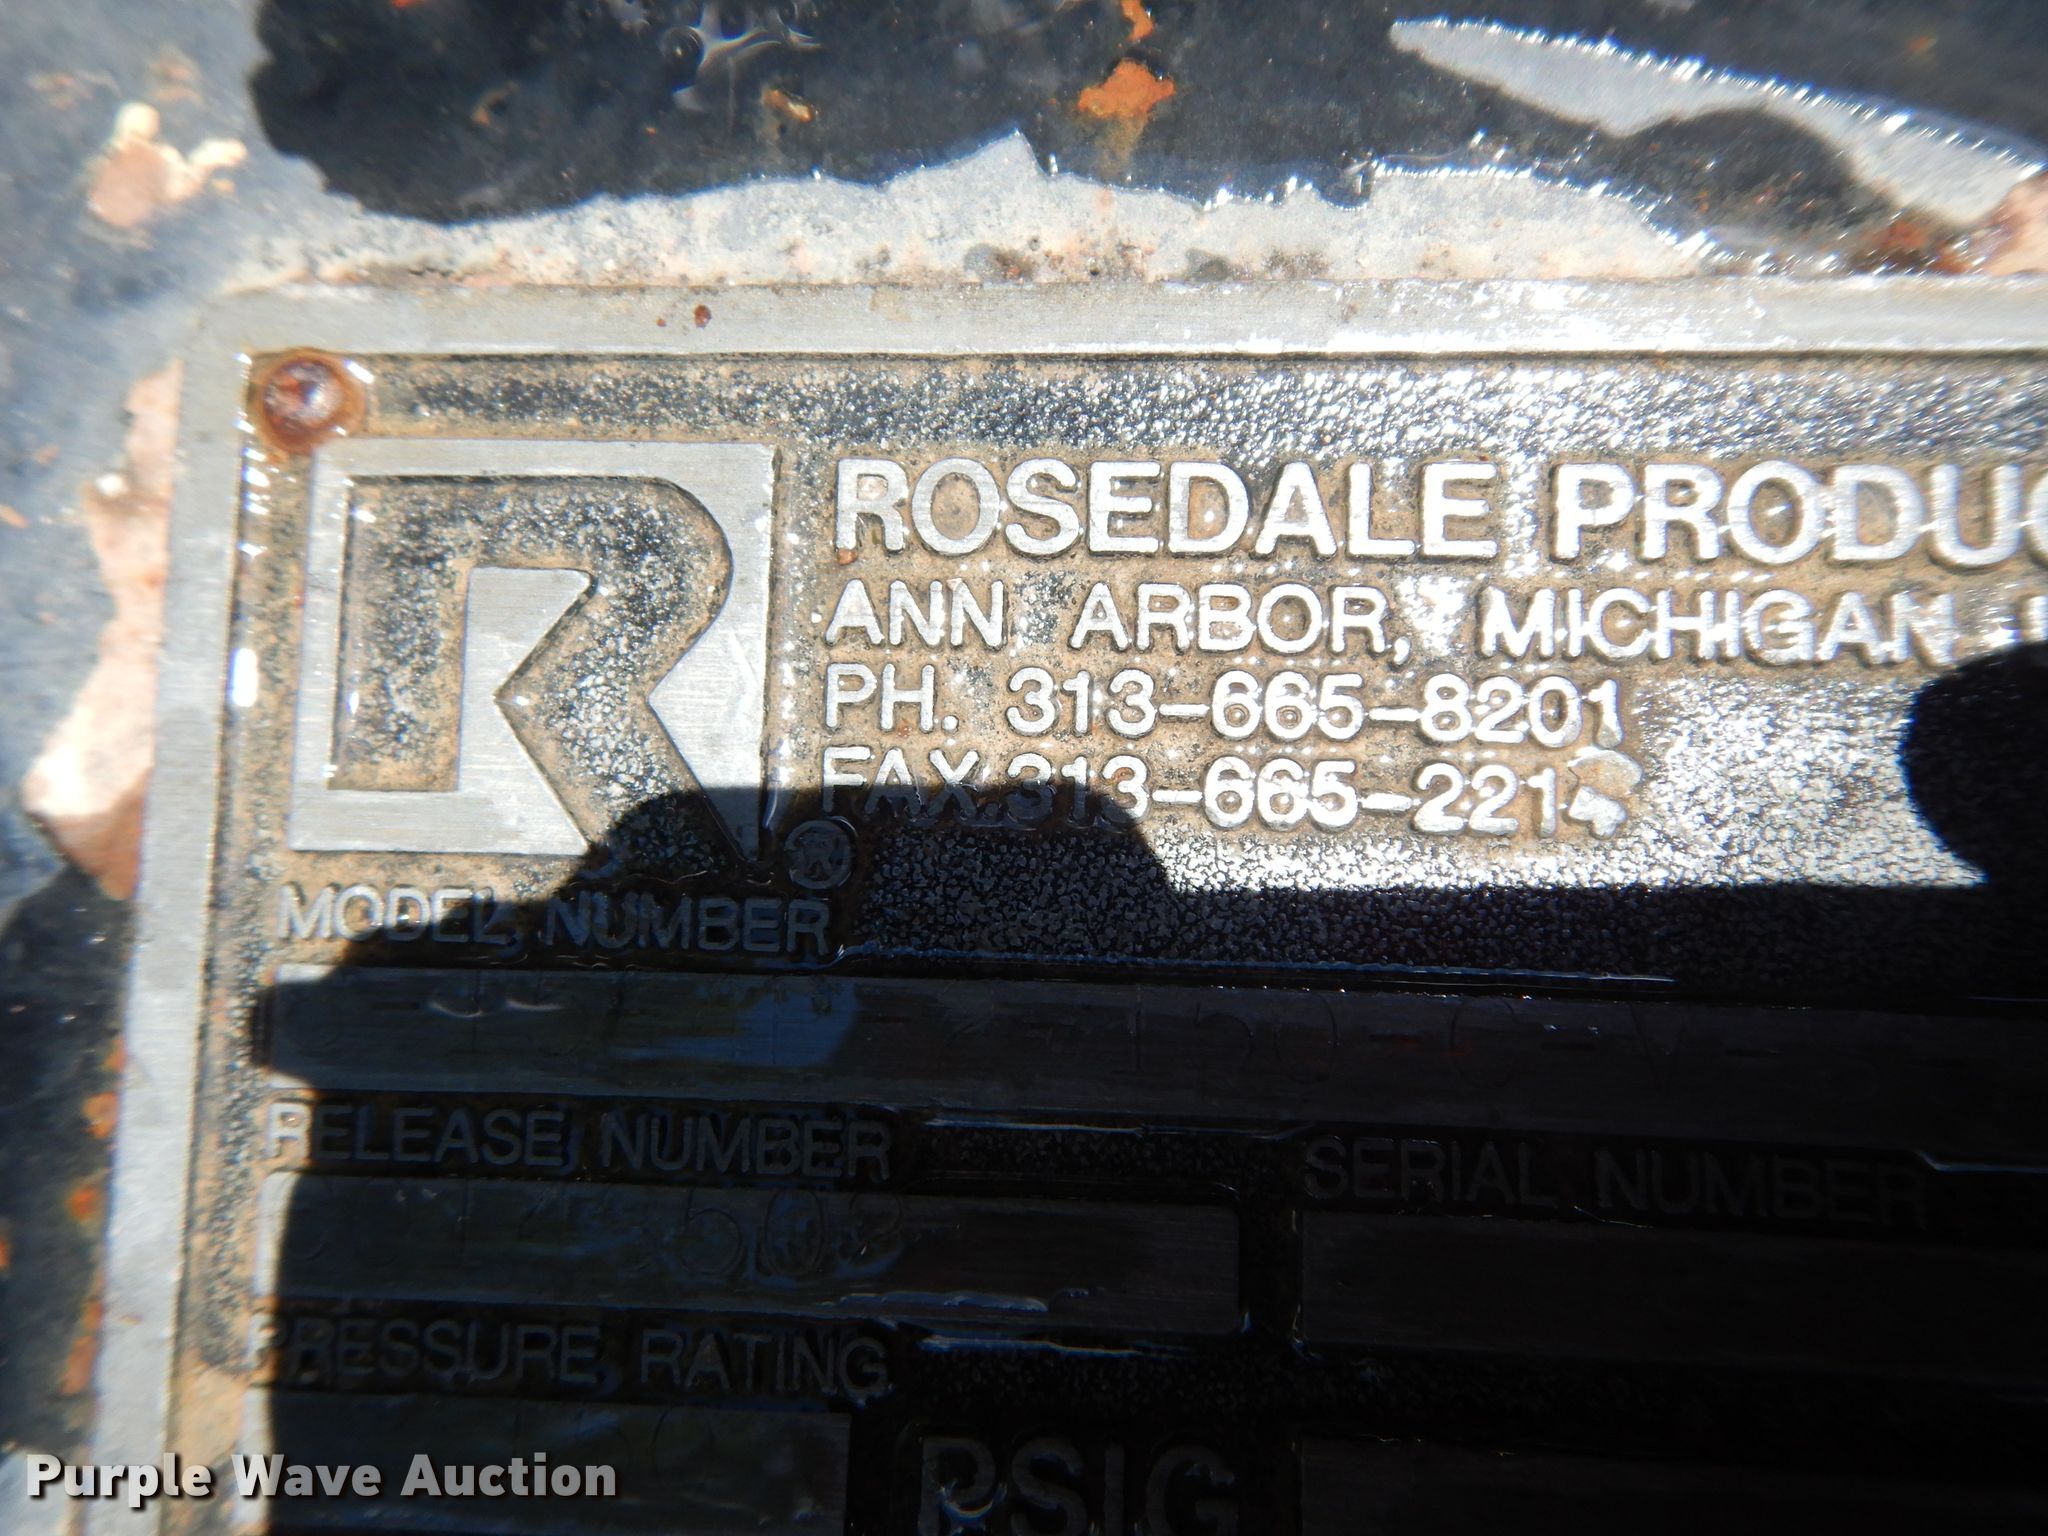 ROSEDALE PRODUC
ANN ARBOR, MICHIGAN
PH. 313-665-8201
FAX.313-665-2214
R
®
MODEL NUMBER
RELEASE NUMBER
SERIAL NUMBER
PRESSURE RATING
PSIG
Purple Wave Auction